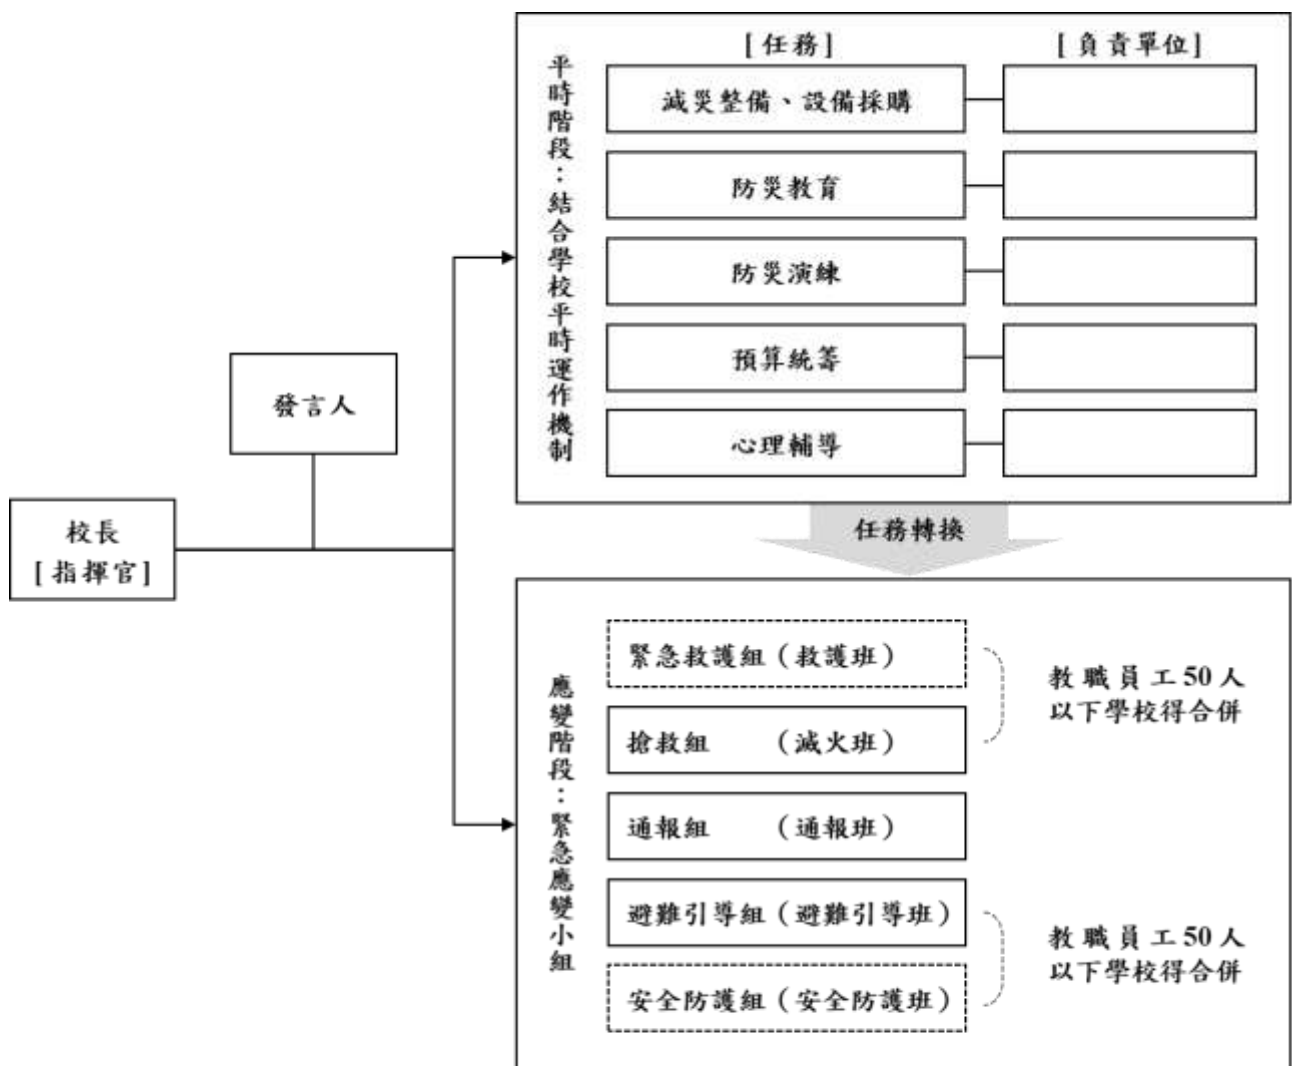 [任務]
[負責單位]
平時階段：結合學校平時運作機制
減災整備、設備採購
防災教育
防災演練
預算統籌
心理輔導
發言人
校長
[指揮官]
任務轉換
應變階段：緊急應變小組
緊急救護組（救護班）
搶救組（滅火班）
通報組（通報班）
避難引導組（避難引導班）
安全防護組（安全防護班）
教職員工50人
以下學校得合併
教職員工50人
以下學校得合併